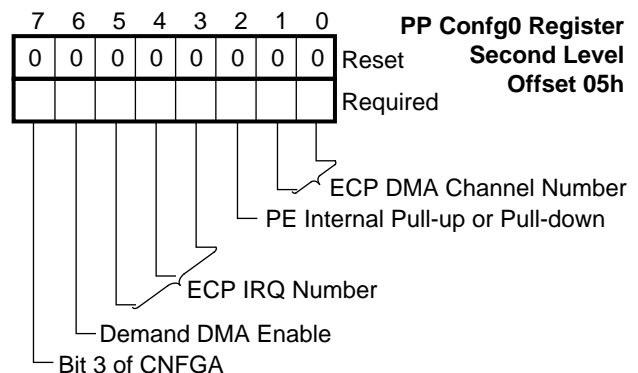 7 6 5 4 3 2 1 0
PP Confg0 Register
Second Level
Offset 05h
0 0 0 0 0 0 0 0 Reset
Required
ECP DMA Channel Number
PE Internal Pull-up or Pull-down
ECP IRQ Number
Demand DMA Enable
Bit 3 of CNFGA